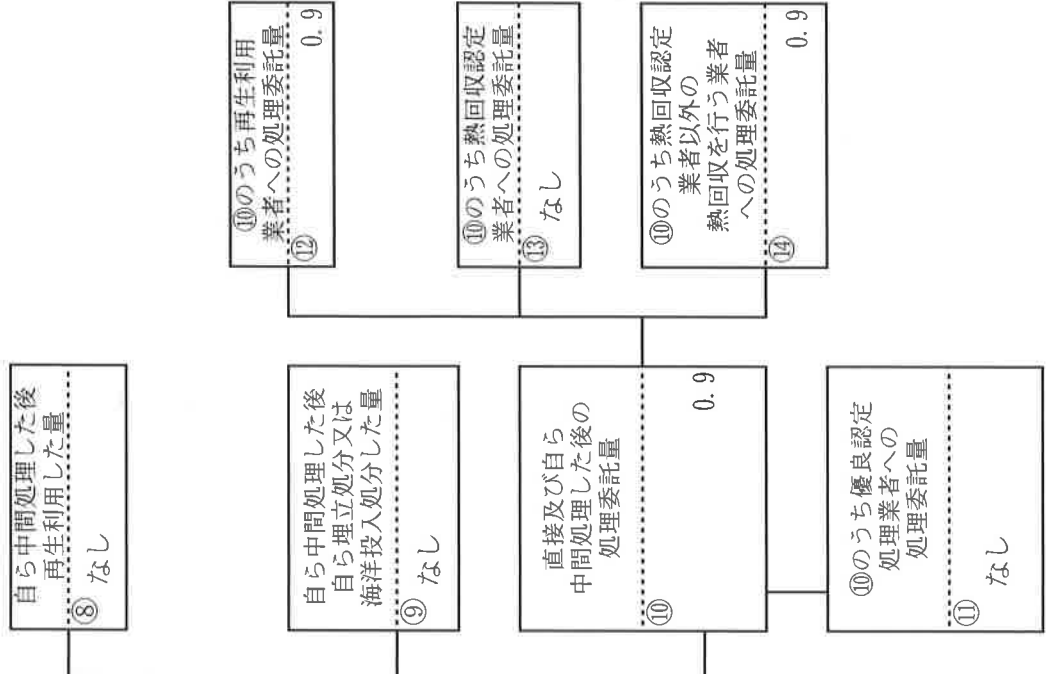 自ら中間処理した後
再生利用した量
⑧
なし
自ら中間処理した後
自ら埋立処分又は
海洋投入処分した量
⑨
なし
直接及び自ら
中間処理した後の
処理委託量
⑩
0.9
⑩のうち優良認定
処理業者への
処理委託量
⑪
なし
⑩のうち再生利用
業者への処理委託量
⑫
0.9
⑩のうち熱回収認定
業者への処理委託量
⑬
なし
⑩のうち熱回収認定
業者以外の
熱回収を行う業者
への処理委託量
⑭
0.9